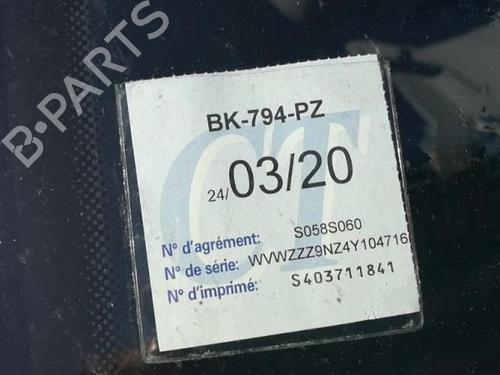 B-PARTS
CT
BK-794-PZ
24/03/20
N° d'agrément: S058S060
N° de série: WVWZZZ9NZ4Y104716
N° d'imprimé: S403711841